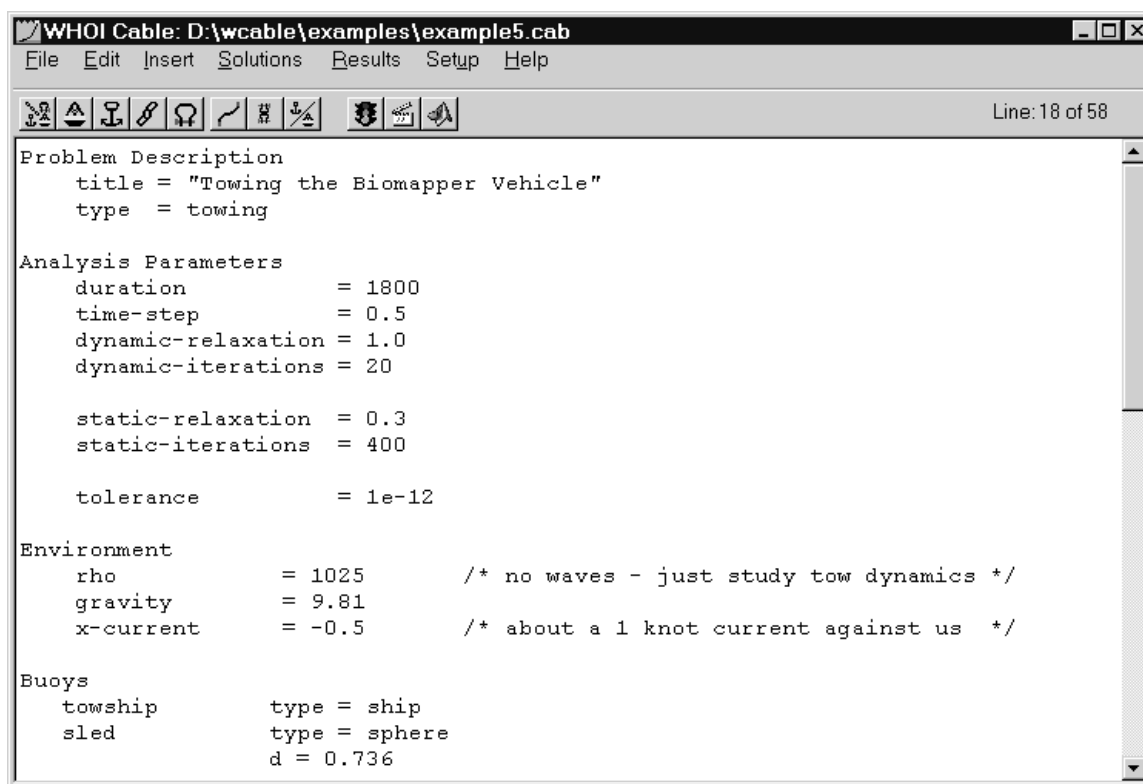 WHOI Cable: D:\wcable\examples\example5.cab
File Edit Insert Solutions Results Setup Help
Line: 18 of 58
Problem Description
    title = "Towing the Biomapper Vehicle"
    type  = towing

Analysis Parameters
    duration           = 1800
    time-step          = 0.5
    dynamic-relaxation = 1.0
    dynamic-iterations = 20

    static-relaxation  = 0.3
    static-iterations  = 400

    tolerance          = 1e-12

Environment
    rho            = 1025       /* no waves - just study tow dynamics */
    gravity        = 9.81
    x-current      = -0.5       /* about a 1 knot current against us  */

Buoys
   towship        type = ship
   sled           type = sphere
                  d = 0.736